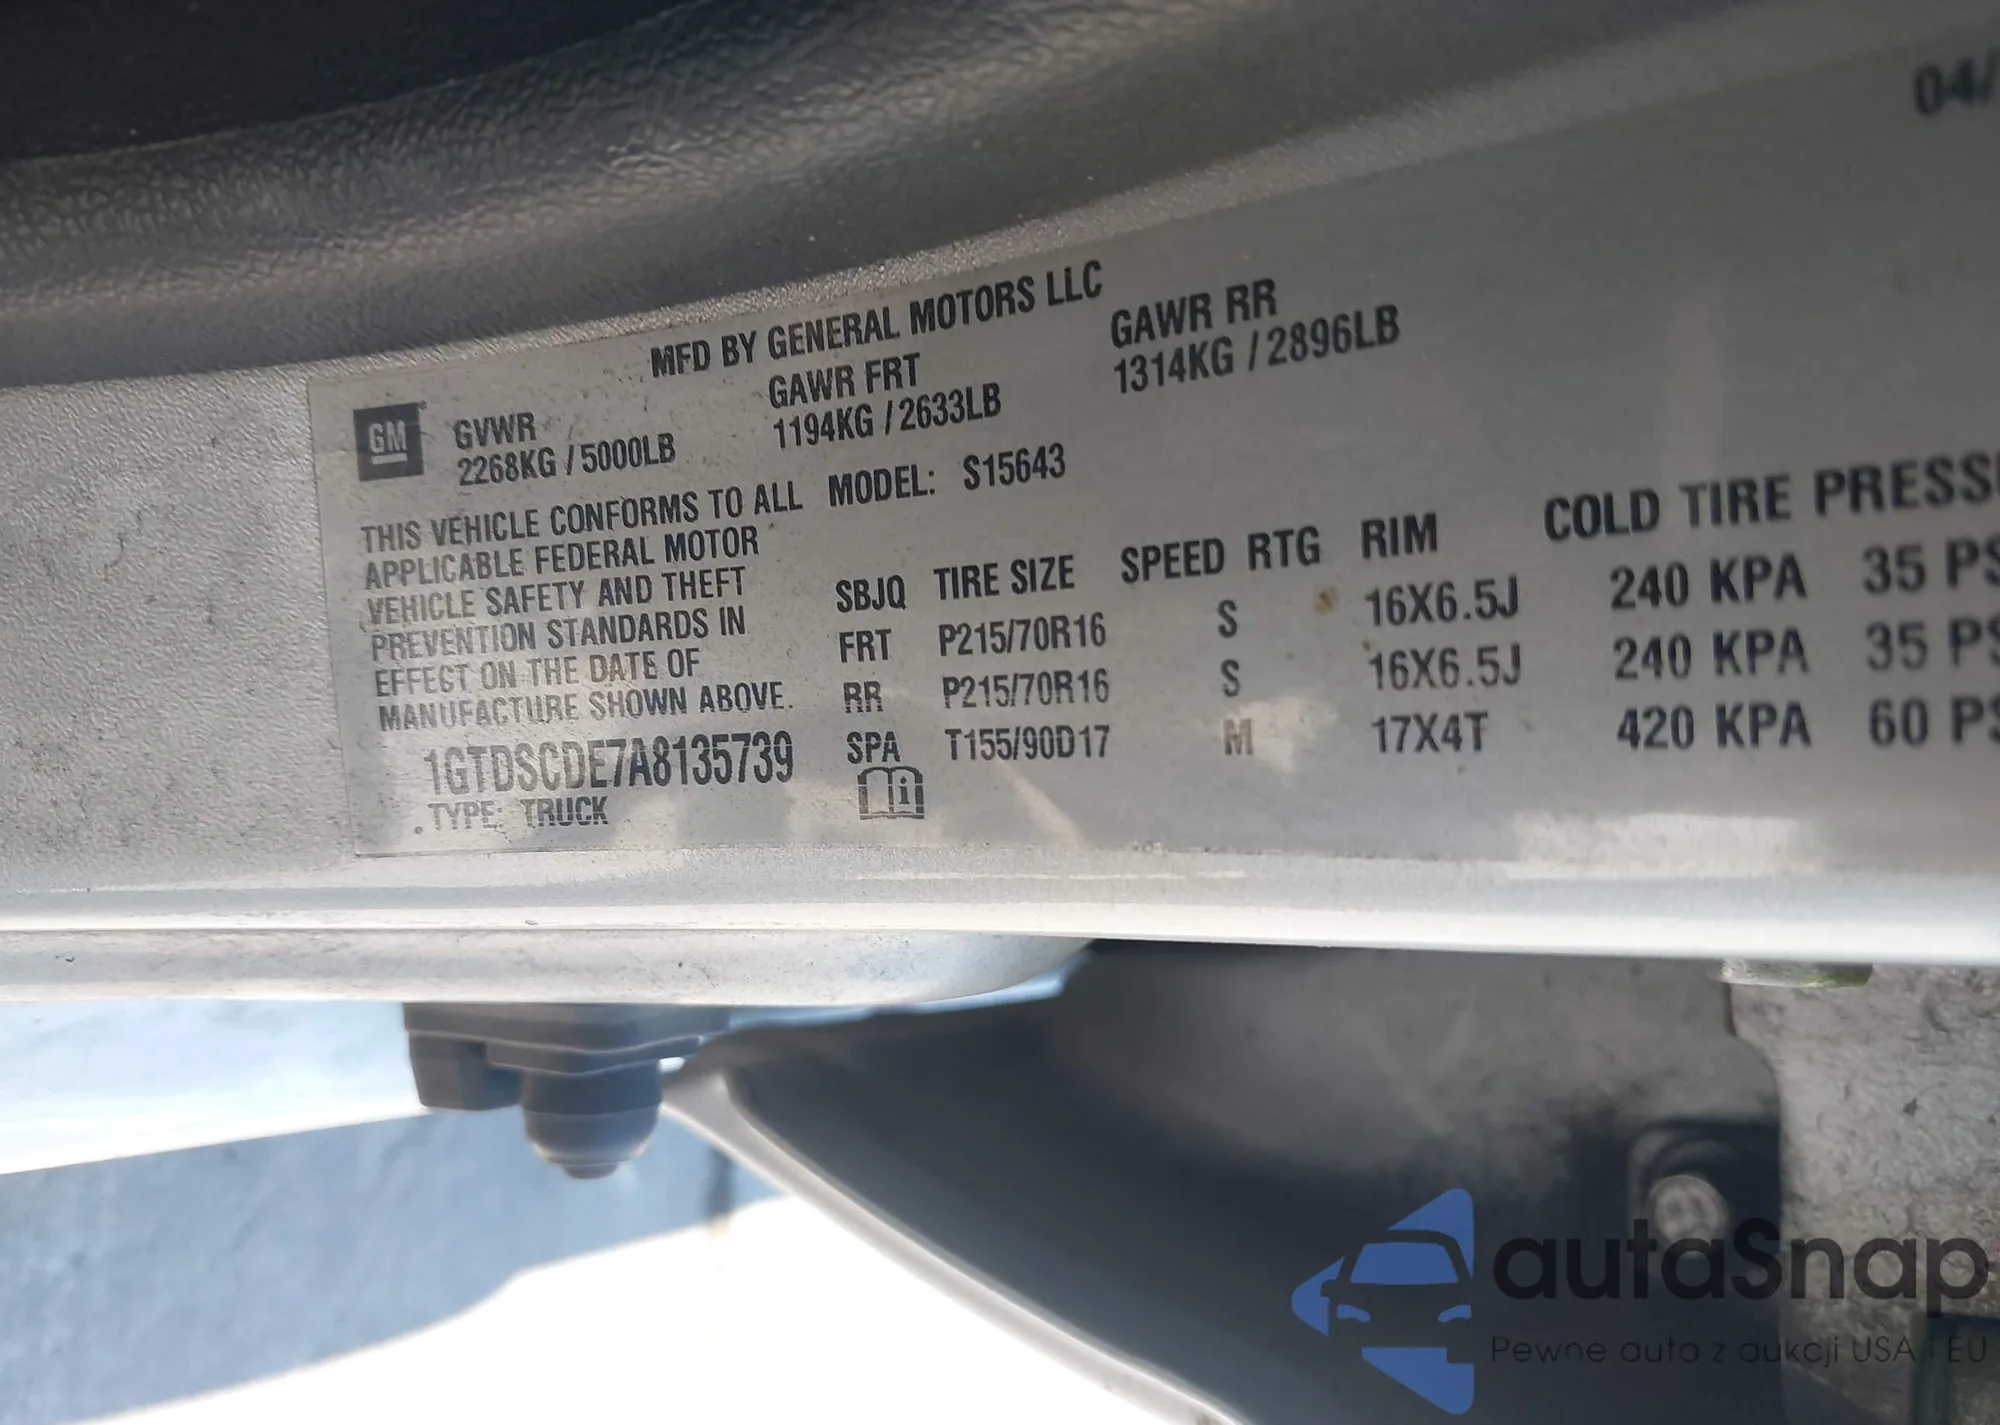 04/
MFD BY GENERAL MOTORS LLC
GM
GVWR GAWR FRT GAWR RR
2268KG / 5000LB 1194KG / 2633LB 1314KG / 2896LB
THIS VEHICLE CONFORMS TO ALL MODEL: S15643
APPLICABLE FEDERAL MOTOR
VEHICLE SAFETY AND THEFT
PREVENTION STANDARDS IN
EFFECT ON THE DATE OF
MANUFACTURE SHOWN ABOVE.
SBJQ TIRE SIZE SPEED RTG RIM COLD TIRE PRESSU
FRT P215/70R16 S 16X6.5J 240 KPA 35 PS
RR P215/70R16 S 16X6.5J 240 KPA 35 PS
SPA T155/90D17 M 17X4T 420 KPA 60 PS
1GTDSCDE7A8135739
TYPE: TRUCK
i
autaSnap
Pewne auta z aukcji USA i EU